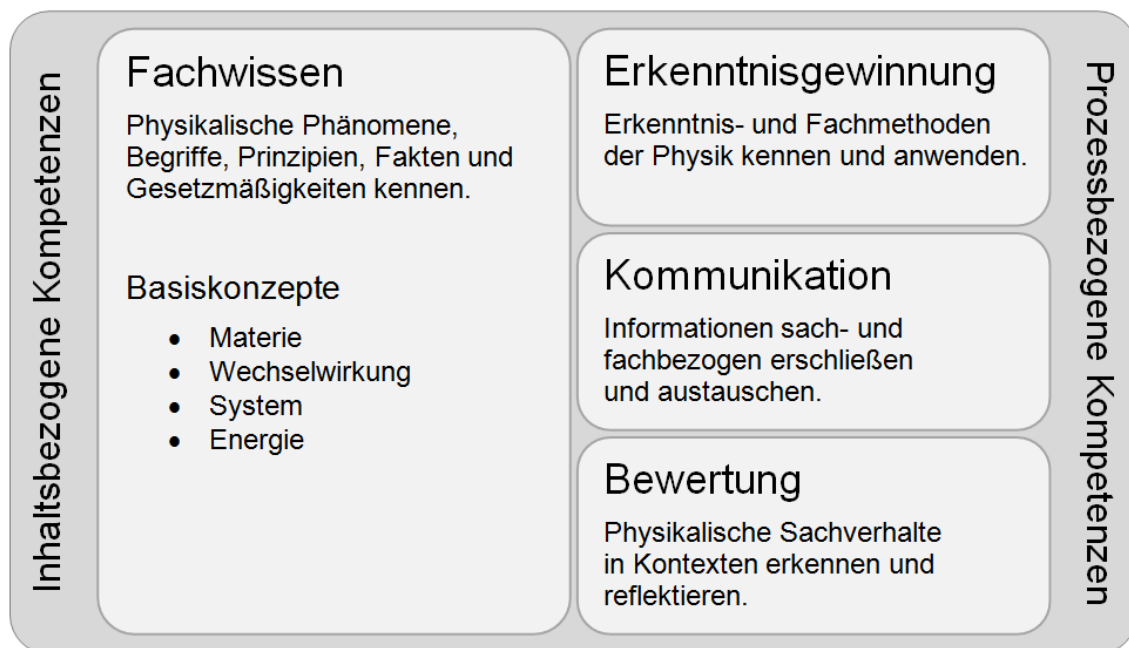 Inhaltsbezogene Kompetenzen
Fachwissen
Physikalische Phänomene,
Begriffe, Prinzipien, Fakten und
Gesetzmäßigkeiten kennen.
Basiskonzepte
• Materie
• Wechselwirkung
• System
• Energie
Erkenntnisgewinnung
Erkenntnis- und Fachmethoden
der Physik kennen und anwenden.
Kommunikation
Informationen sach- und
fachbezogen erschließen
und austauschen.
Bewertung
Physikalische Sachverhalte
in Kontexten erkennen und
reflektieren.
Prozessbezogene Kompetenzen